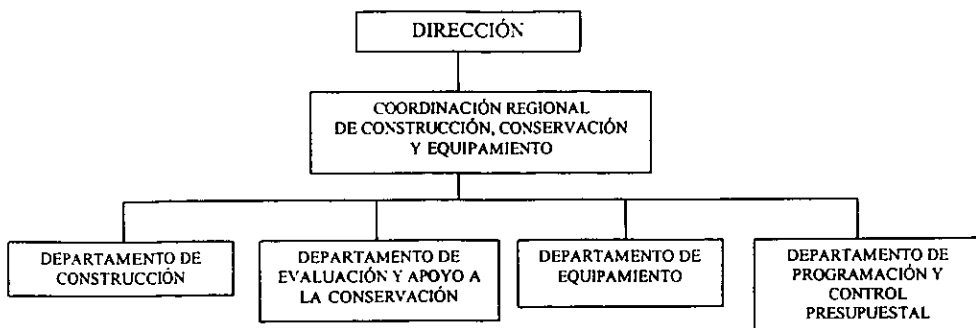 DIRECCIÓN
COORDINACIÓN REGIONAL
DE CONSTRUCCIÓN, CONSERVACIÓN
Y EQUIPAMIENTO
DEPARTAMENTO DE
CONSTRUCCIÓN
DEPARTAMENTO DE
EVALUACIÓN Y APOYO A
LA CONSERVACIÓN
DEPARTAMENTO DE
EQUIPAMIENTO
DEPARTAMENTO DE
PROGRAMACIÓN Y
CONTROL
PRESUPUESTAL